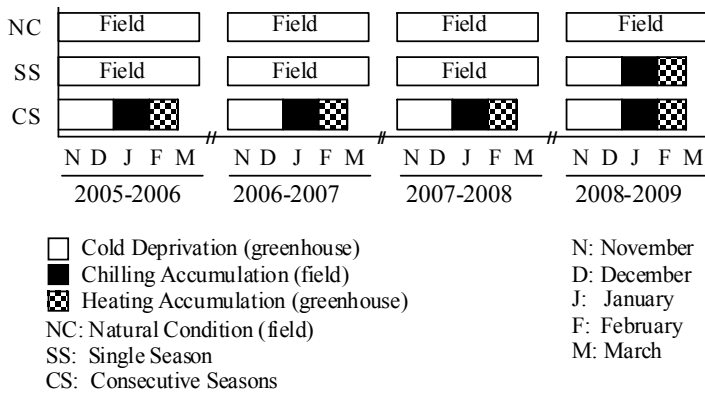 NC Field Field Field Field
SS Field Field Field
CS
N D J F M N D J F M N D J F M N D J F M
2005-2006 2006-2007 2007-2008 2008-2009
Cold Deprivation (greenhouse)
Chilling Accumulation (field)
Heating Accumulation (greenhouse)
NC: Natural Condition (field)
SS: Single Season
CS: Consecutive Seasons
N: November
D: December
J: January
F: February
M: March